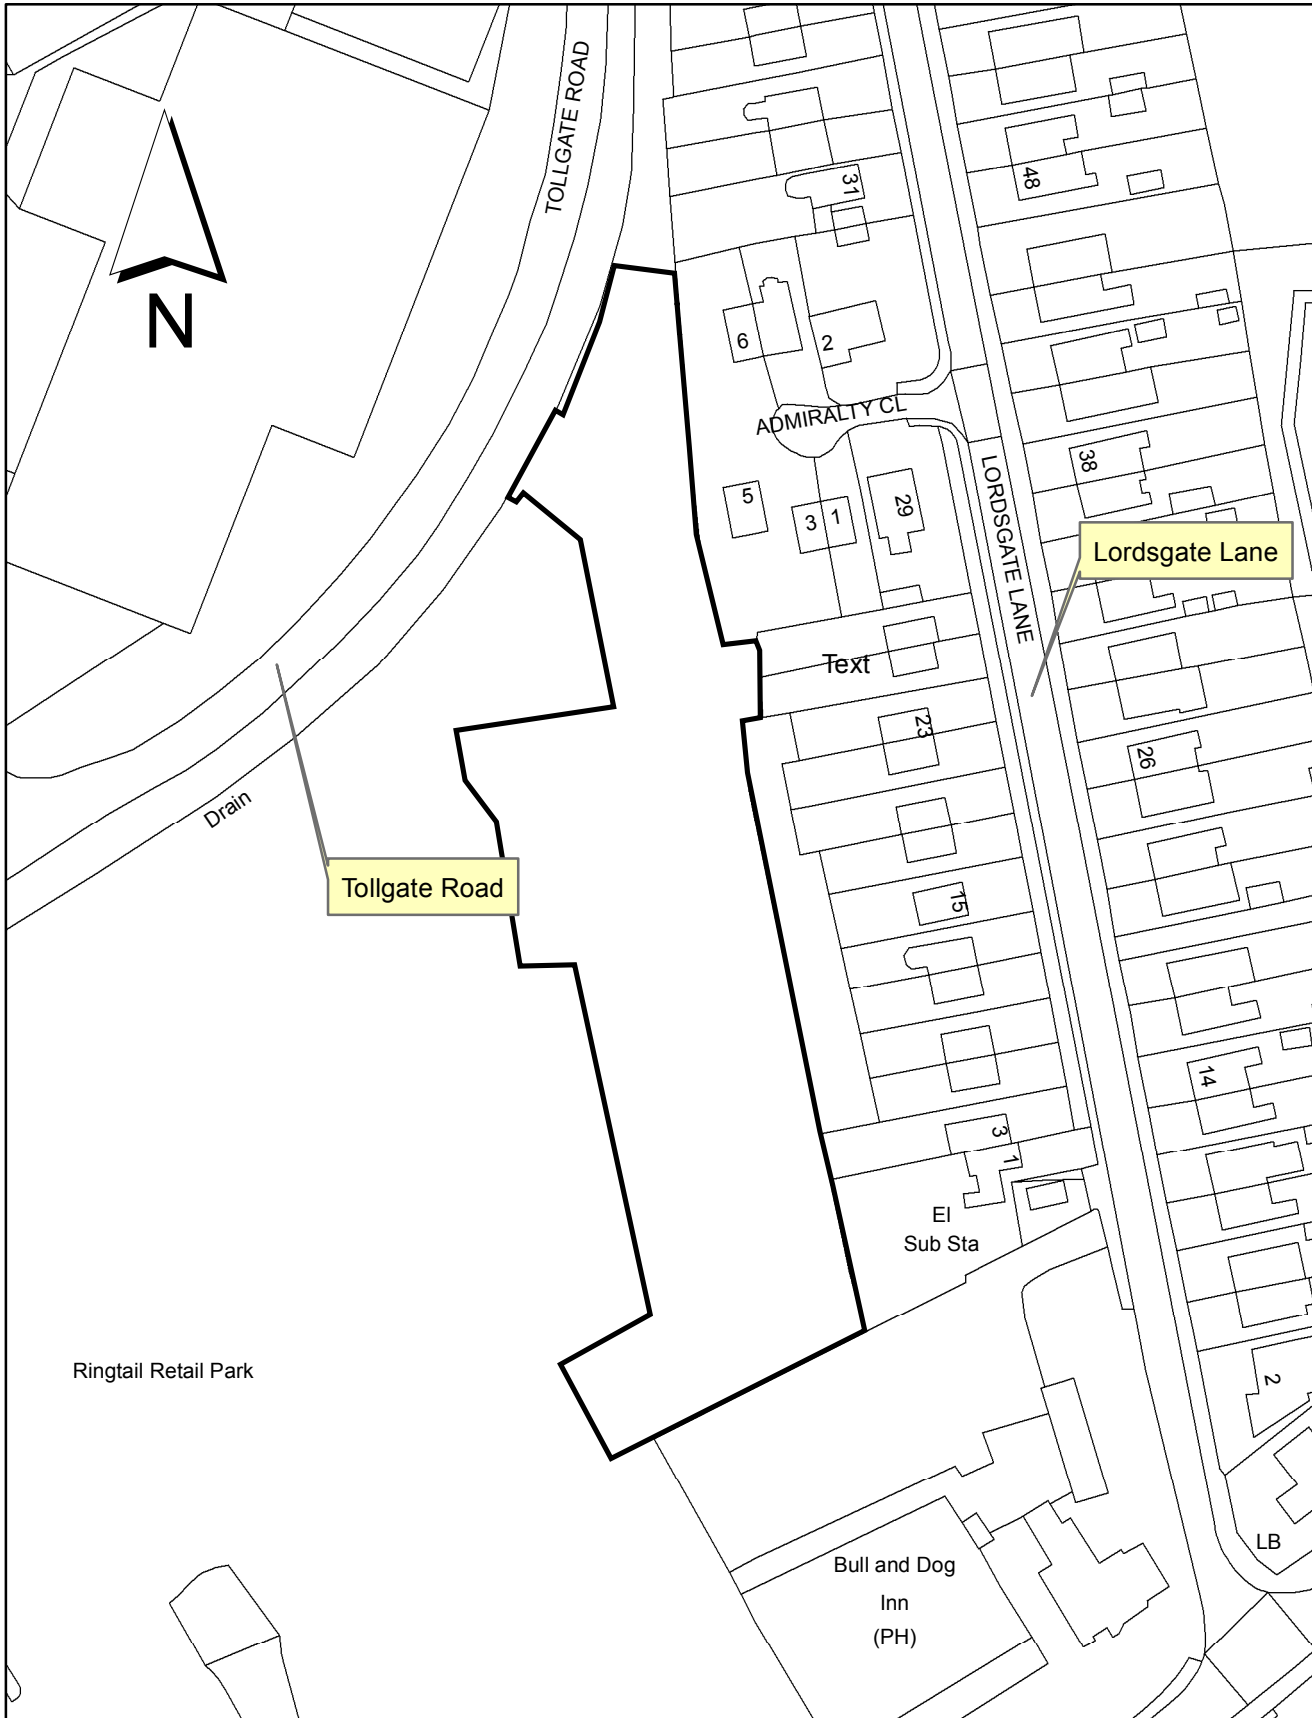 TOLLGATE ROAD
31
48
N
6
2
ADMIRALTY CL
38
LORDSGATE LANE
5
3
1
29
Lordsgate Lane
Text
23
26
Drain
Tollgate Road
15
14
3
1
El
Sub Sta
Ringtail Retail Park
2
LB
Bull and Dog
Inn
(PH)